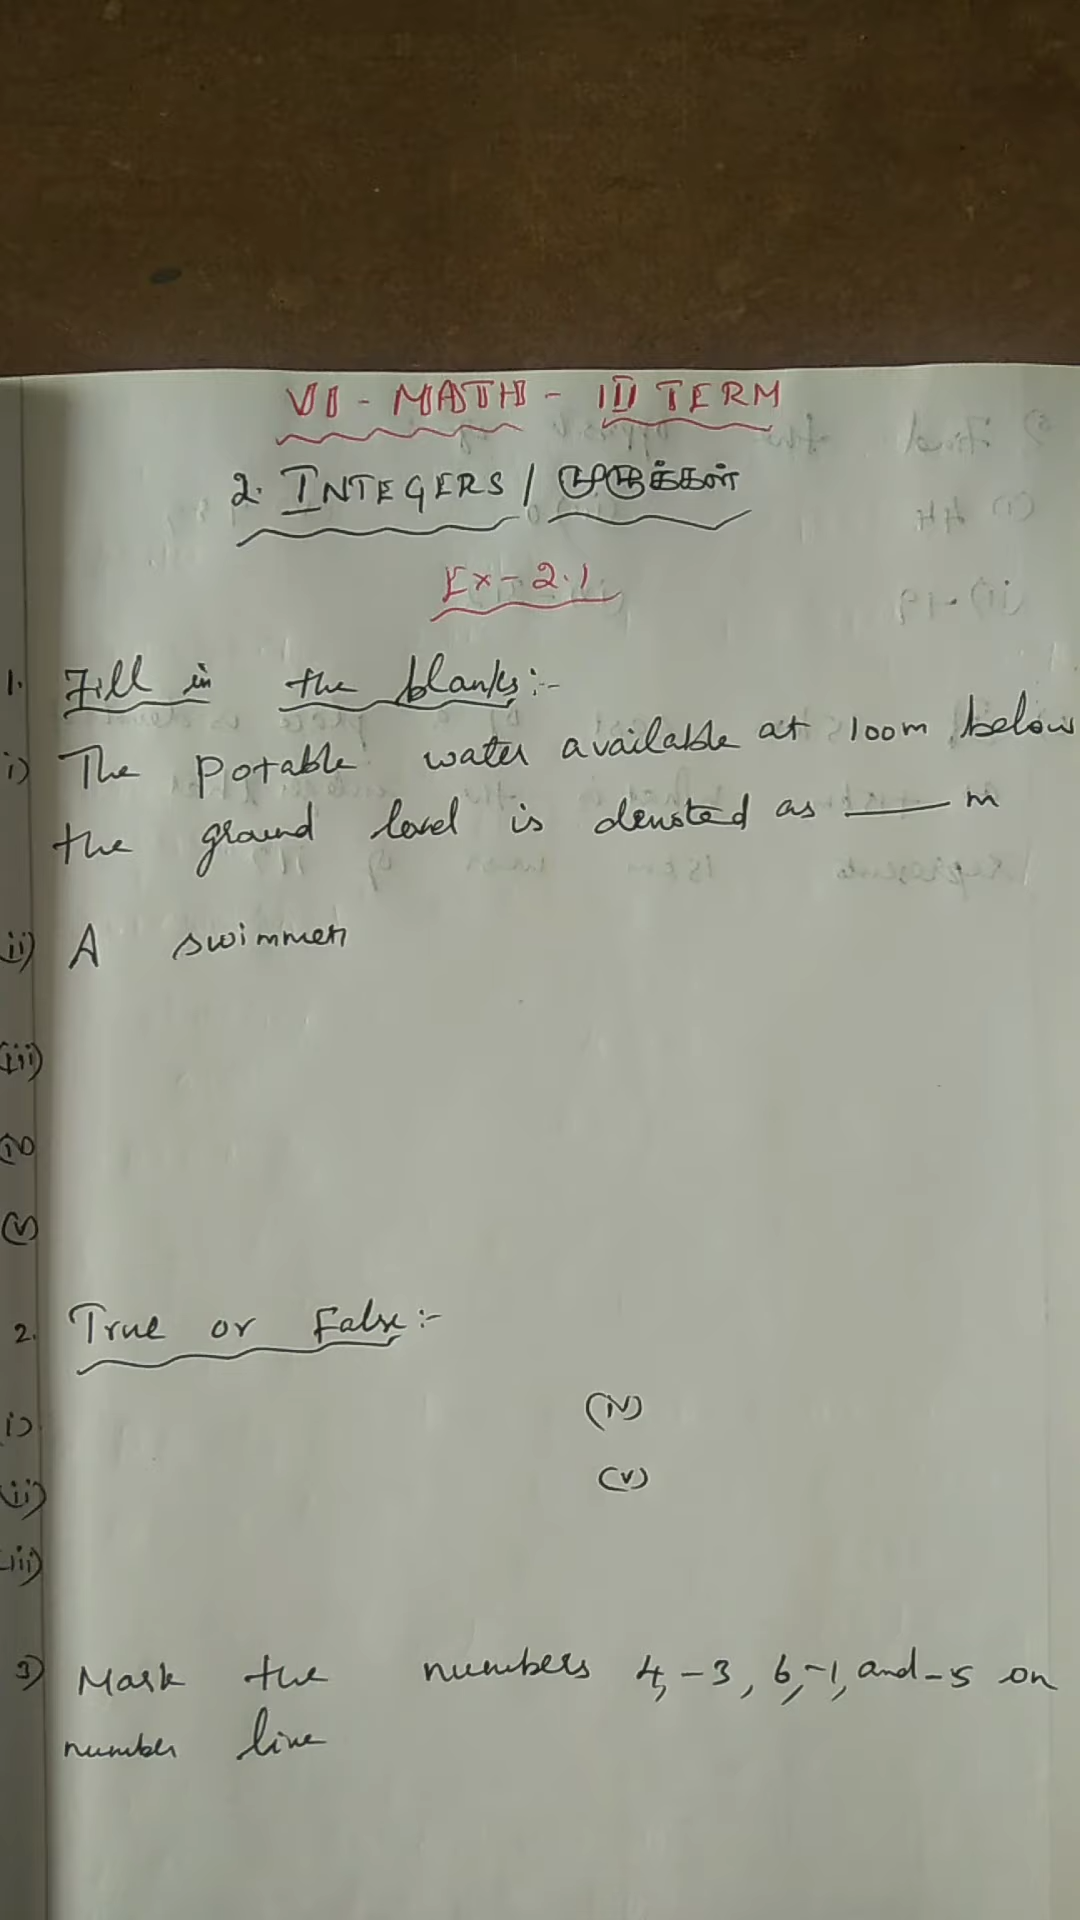 VI - MATH - III TERM
2. INTEGERS / முழுக்கள்
Ex - 2.1
1. Fill in the blanks:-
i) The potable water available at 100m below
the ground level is denoted as ____ m
ii) A swimmer
(iii)
(iv)
(v)
2. True or False:-
i)
(iv)
(v)
(ii)
(iii)
3) Mark the numbers 4, -3, 6, -1, and -5 on
number line